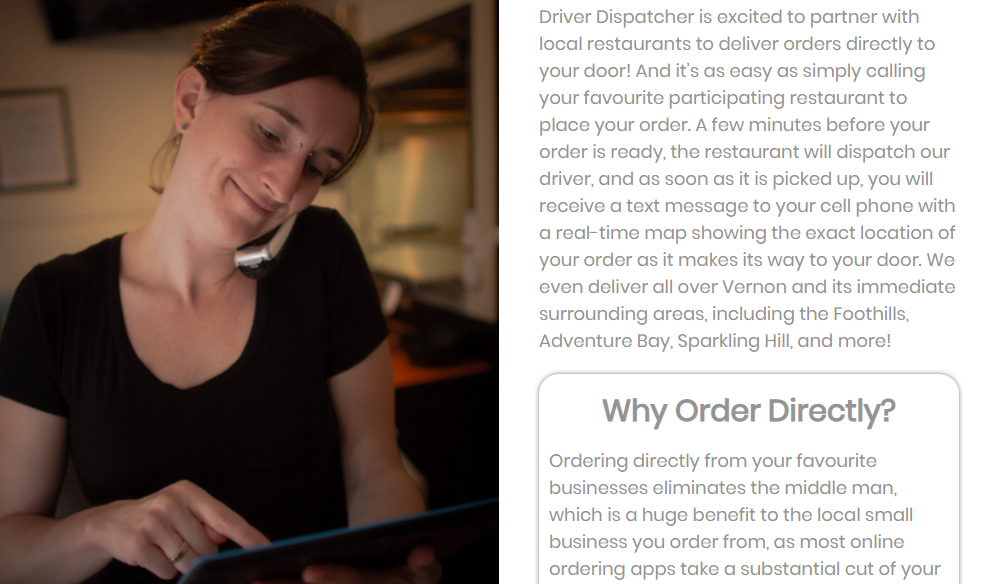 Driver Dispatcher is excited to partner with
local restaurants to deliver orders directly to
your door! And it's as easy as simply calling
your favourite participating restaurant to
place your order. A few minutes before your
order is ready, the restaurant will dispatch our
driver, and as soon as it is picked up, you will
receive a text message to your cell phone with
a real-time map showing the exact location of
your order as it makes its way to your door. We
even deliver all over Vernon and its immediate
surrounding areas, including the Foothills,
Adventure Bay, Sparkling Hill, and more!
Why Order Directly?
Ordering directly from your favourite
businesses eliminates the middle man,
which is a huge benefit to the local small
business you order from, as most online
ordering apps take a substantial cut of your